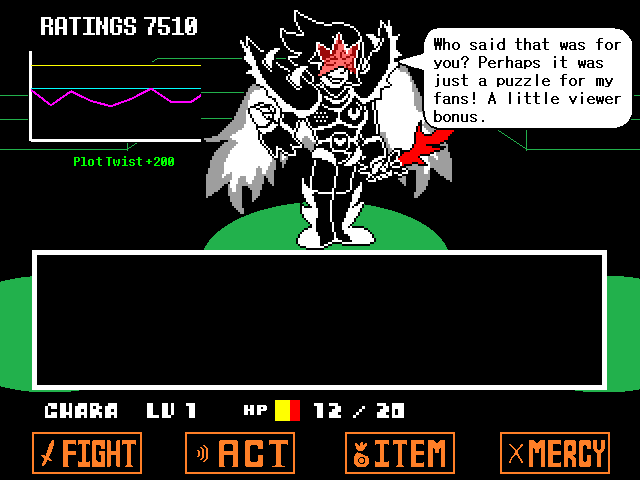 RATINGS 7510
Who said that was for
you? Perhaps it was
just a puzzle for my
fans! A little viewer
bonus.
Plot Twist +200
CHARA LV 1 HP 12 / 20
FIGHT ACT ITEM MERCY